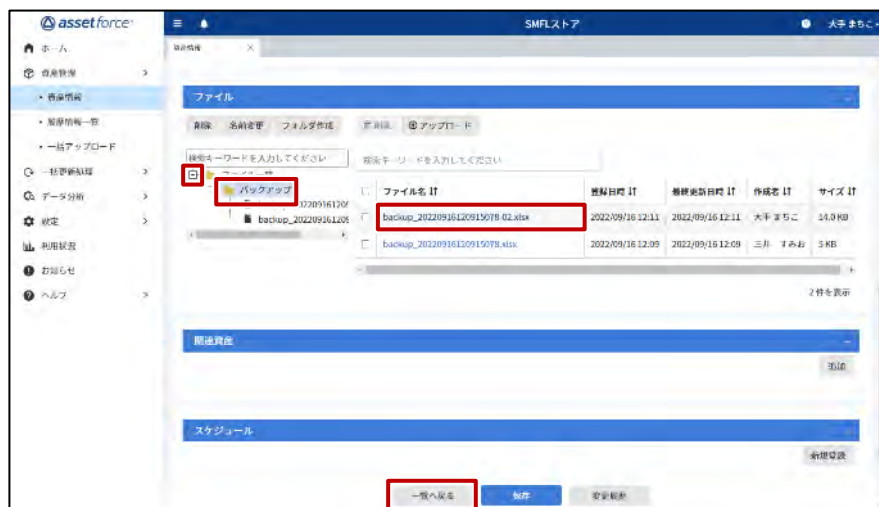 assetforce
SMFLストア
大手 まちこ
ホーム
資産情報 ×
資産管理
・ 資産情報
ファイル
・ 履歴情報一覧
削除 名前変更 フォルダ作成 削除 アップロード
・ 一括アップロード
検索キーワードを入力してください 検索キーワードを入力してください
一括更新処理
ファイル一覧
データ分析
バックアップ
ファイル名 登録日時 最終更新日時 作成者 サイズ
設定
backup_20220916120915078-02.xlsx 2022/09/16 12:11 2022/09/16 12:11 大手 まちこ 14.0 KB
backup_2022091612091
利用状況
backup_20220916120915078.xlsx 2022/09/16 12:09 2022/09/16 12:09 三井 すみお 5 KB
お知らせ
ヘルプ
2 件を表示
関連資産
追加
スケジュール
新規登録
一覧へ戻る 保存 変更履歴